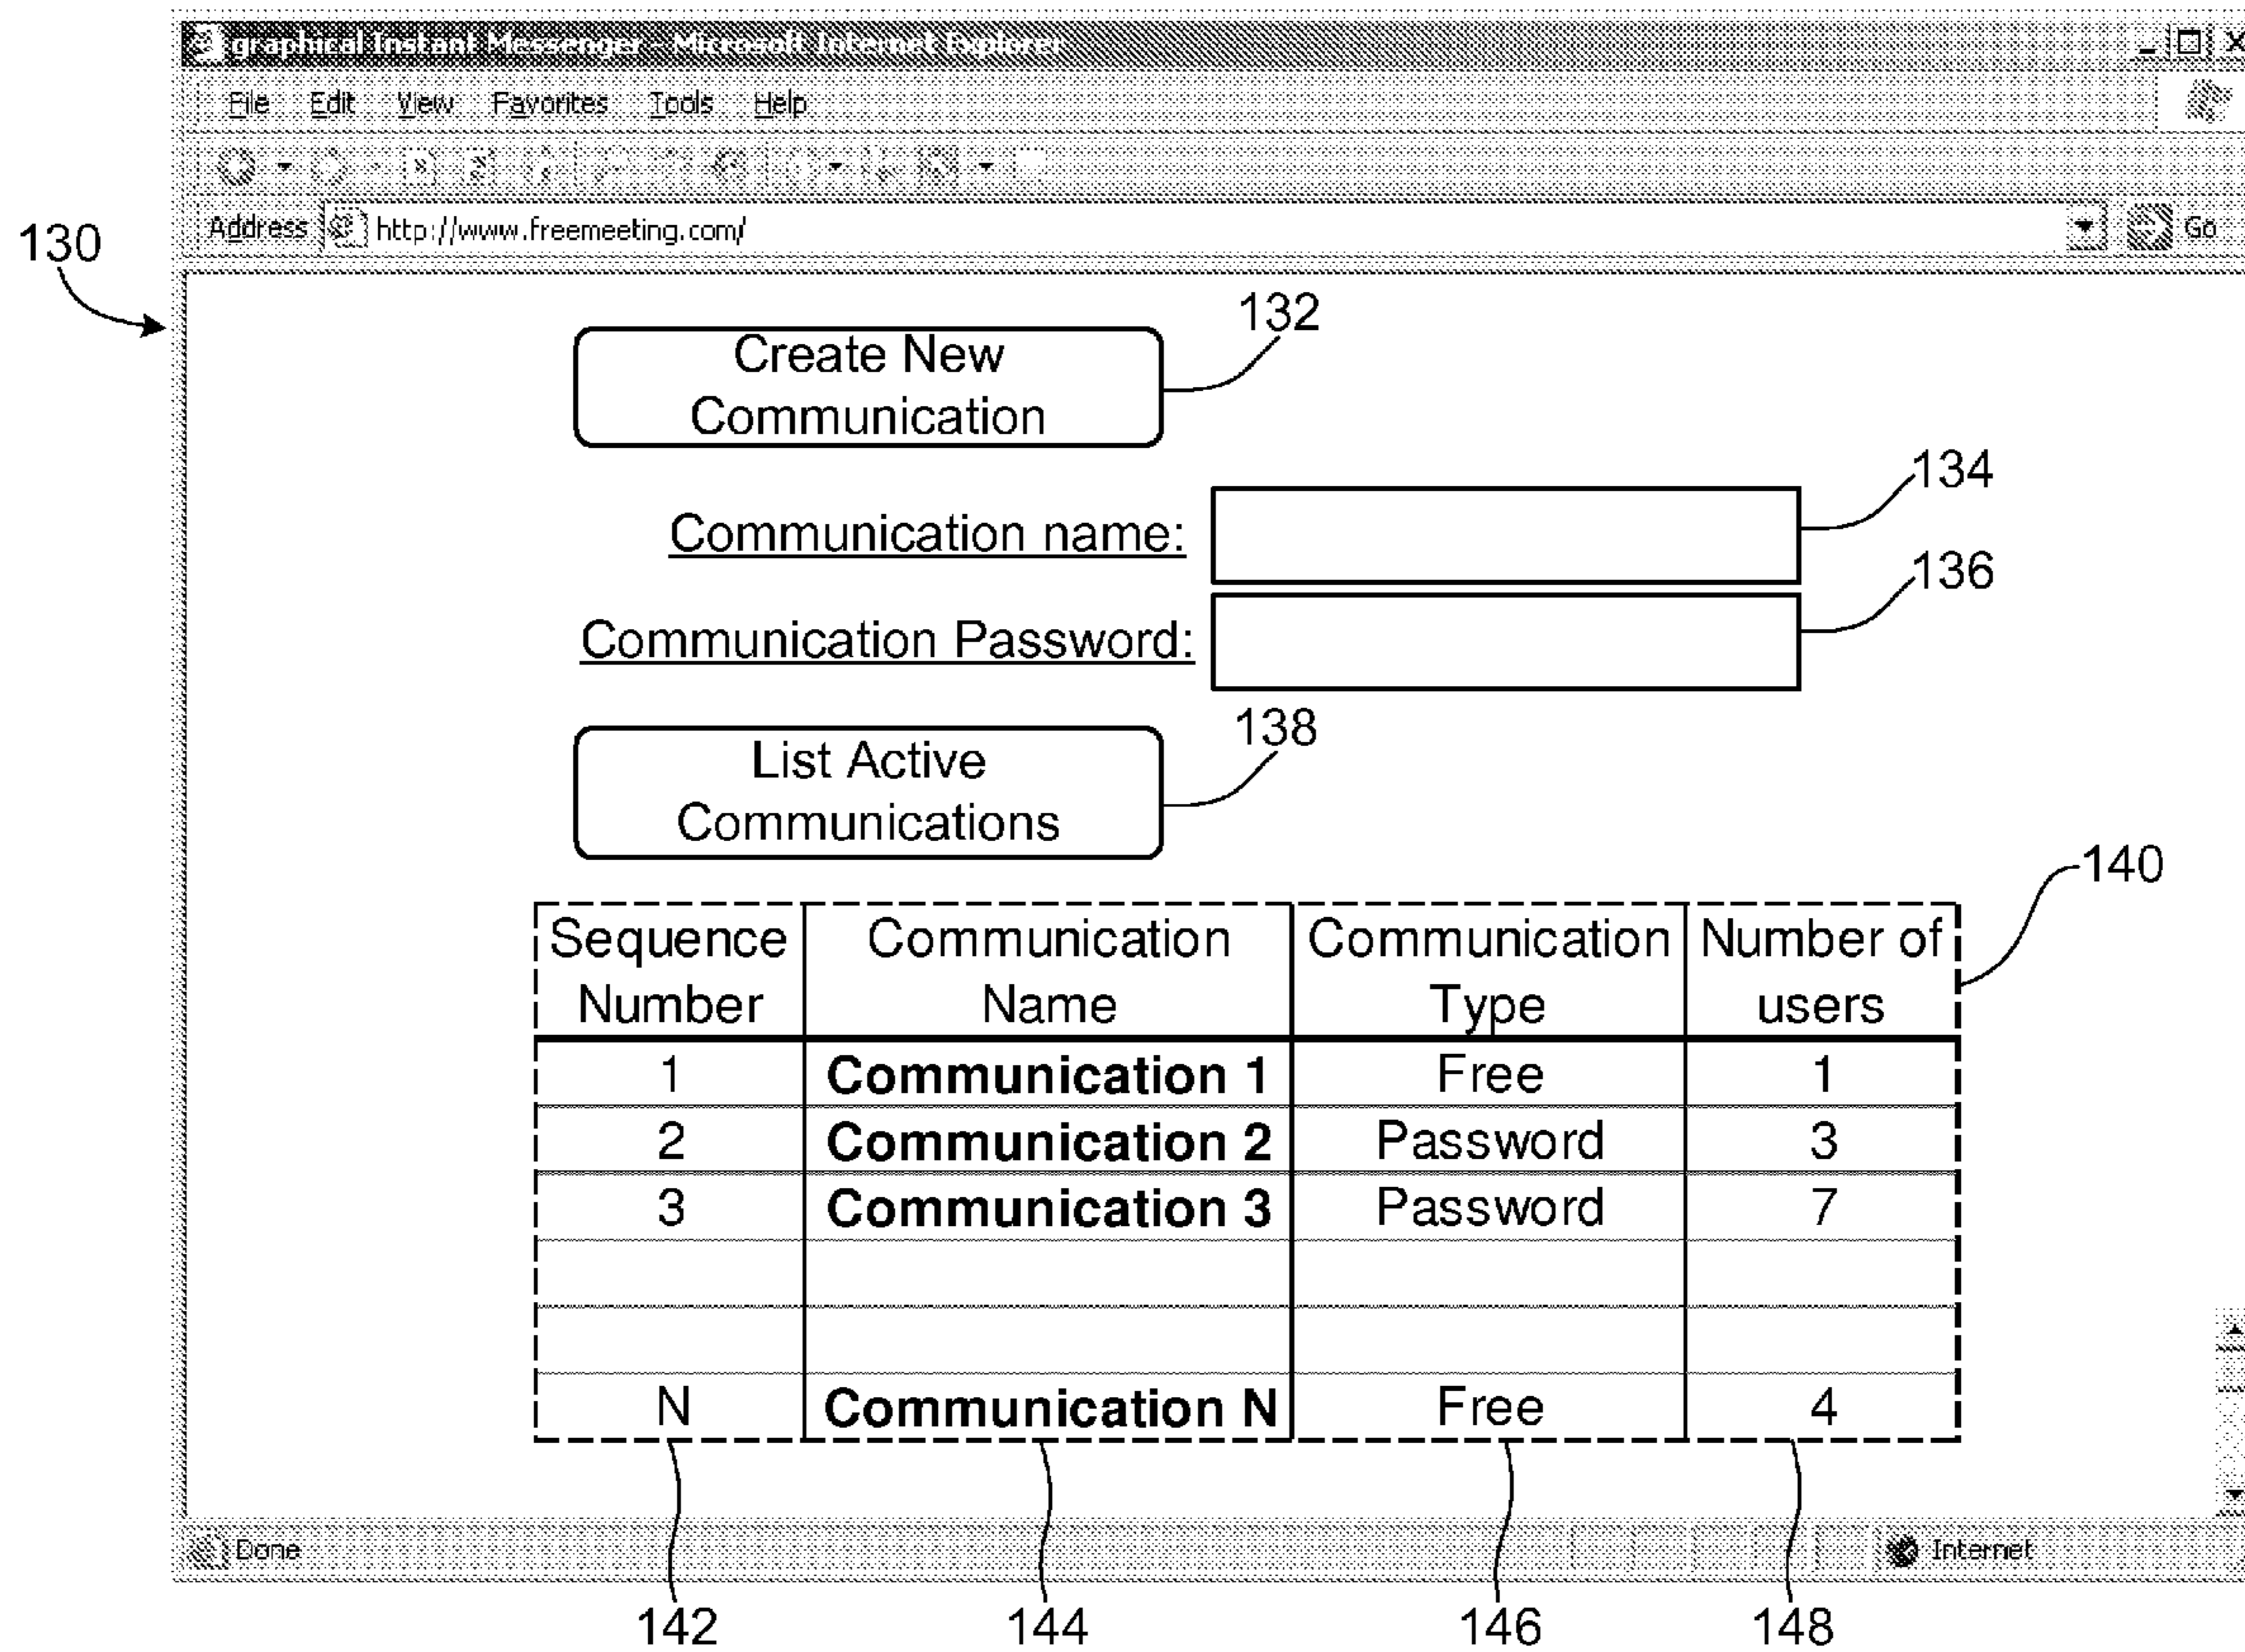 graphical Instant Messenger - Microsoft Internet Explorer
File Edit View Favorites Tools Help
Address http://www.freemeeting.com/ Go
130
132
Create New
Communication
134
Communication name:
136
Communication Password:
138
List Active
Communications
140
Sequence Communication Communication Number of
Number Name Type users
1 Communication 1 Free 1
2 Communication 2 Password 3
3 Communication 3 Password 7
N Communication N Free 4
Done Internet
142 144 146 148